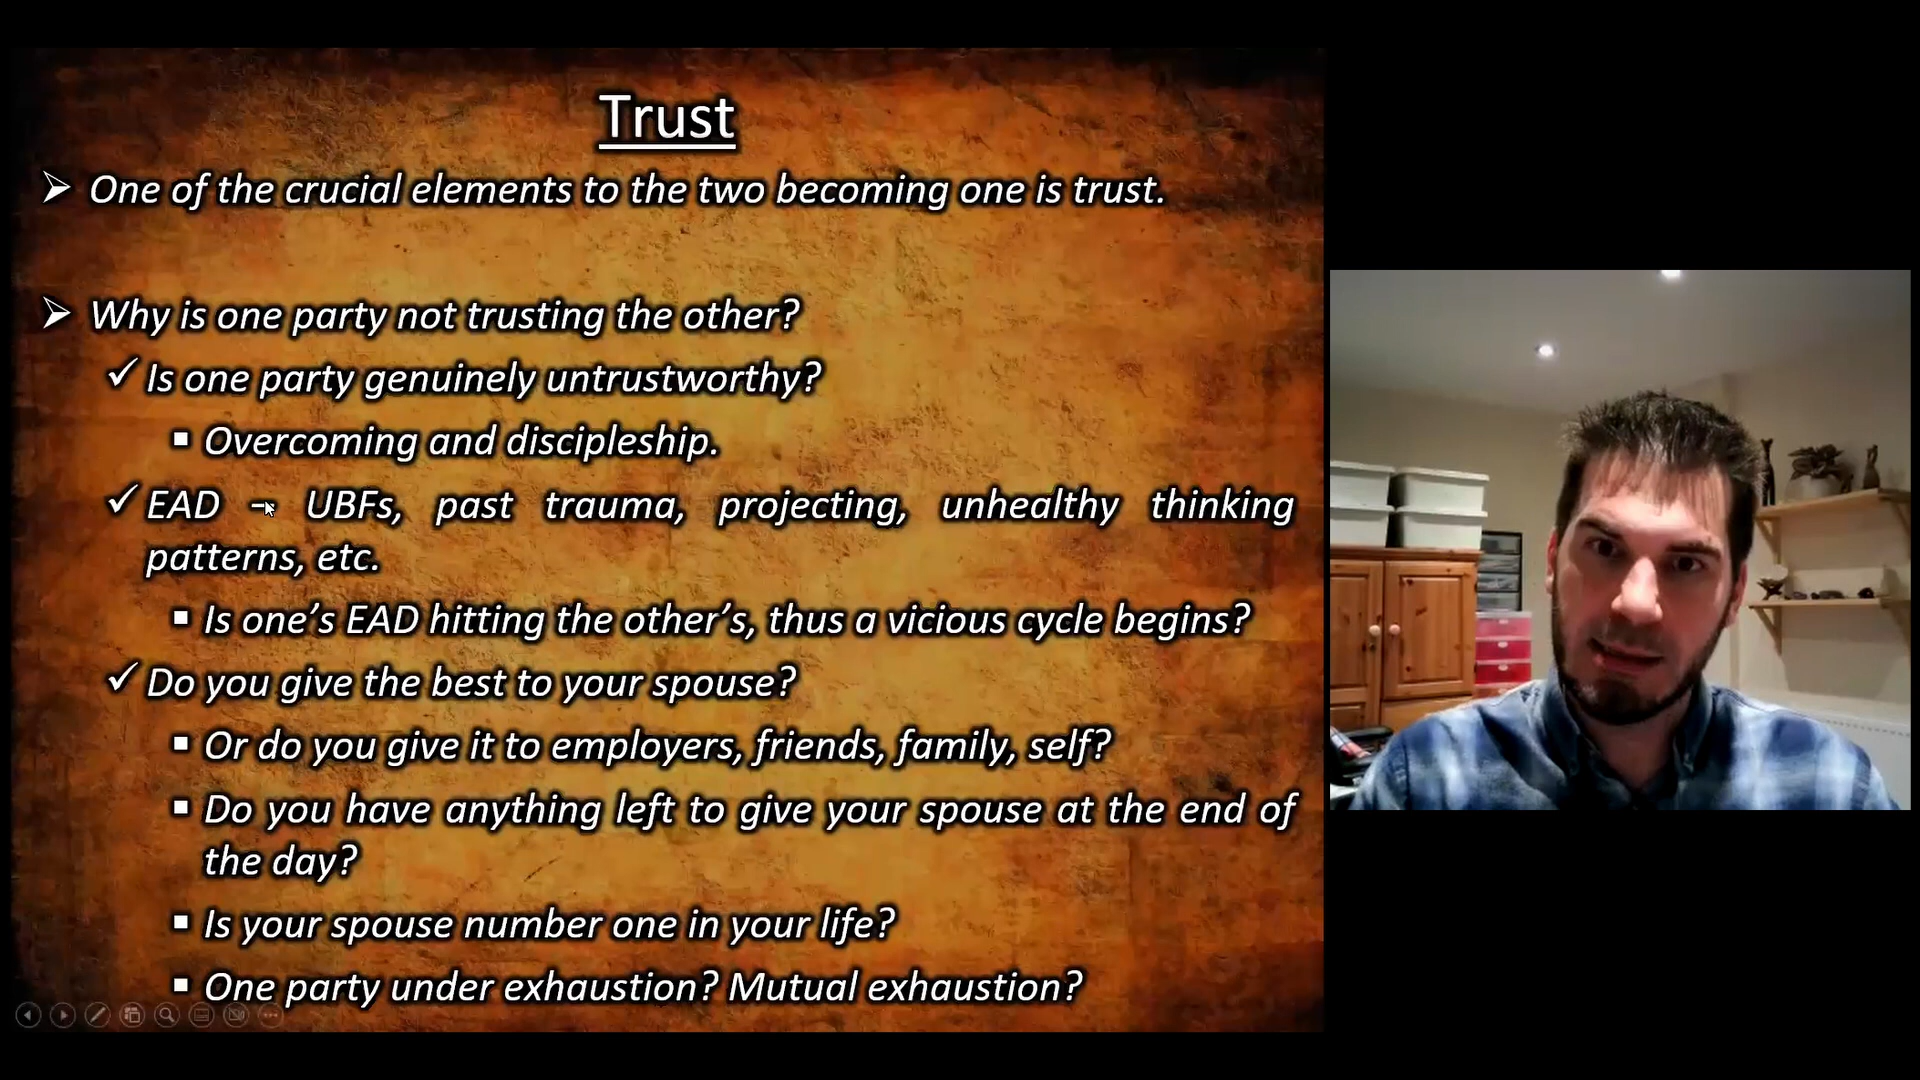 Trust
One of the crucial elements to the two becoming one is trust.
Why is one party not trusting the other?
Is one party genuinely untrustworthy?
Overcoming and discipleship.
EAD – UBFs, past trauma, projecting, unhealthy thinking
patterns, etc.
Is one’s EAD hitting the other’s, thus a vicious cycle begins?
Do you give the best to your spouse?
Or do you give it to employers, friends, family, self?
Do you have anything left to give your spouse at the end of
the day?
Is your spouse number one in your life?
One party under exhaustion? Mutual exhaustion?